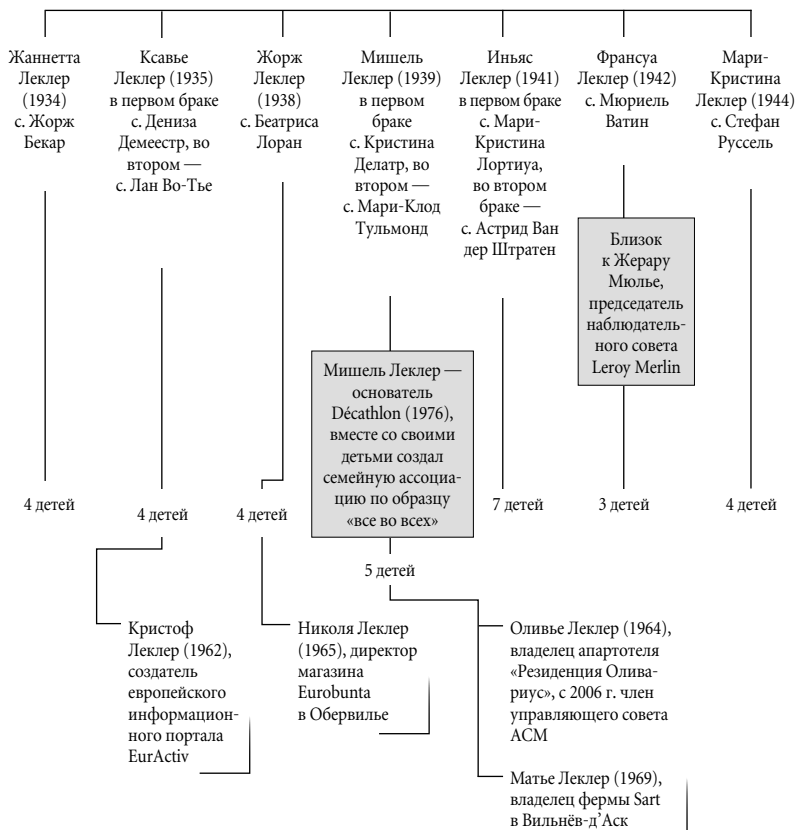 Жаннетта
Леклер
(1934)
с. Жорж
Бекар
Ксавье
Леклер (1935)
в первом браке
с. Дениза
Демеестр, во
втором —
с. Лан Во-Тье
Жорж
Леклер
(1938)
с. Беатриса
Лоран
Мишель
Леклер (1939)
в первом
браке
с. Кристина
Делатр, во
втором —
с. Мари-Клод
Тульмонд
Иньяс
Леклер (1941)
в первом браке
с. Мари-
Кристина
Лортиуа,
во втором
браке —
с. Астрид Ван
дер Штратен
Франсуа
Леклер (1942)
с. Мюриель
Ватин
Мари-
Кристина
Леклер (1944)
с. Стефан
Руссель
Близок
к Жерару
Мюлье,
председатель
наблюдатель-
ного совета
Leroy Merlin
Мишель Леклер —
основатель
Décathlon (1976),
вместе со своими
детьми создал
семейную ассоциа-
цию по образцу
«все во всех»
4 детей
4 детей
4 детей
5 детей
7 детей
3 детей
4 детей
Кристоф
Леклер (1962),
создатель
европейского
информацион-
ного портала
EurActiv
Николя Леклер
(1965), директор
магазина
Eurobunta
в Обервилье
Оливье Леклер (1964),
владелец апартотеля
«Резиденция Олива-
риус», с 2006 г. член
управляющего совета
АСМ
Матье Леклер (1969),
владелец фермы Sart
в Вильнёв-д’Аск